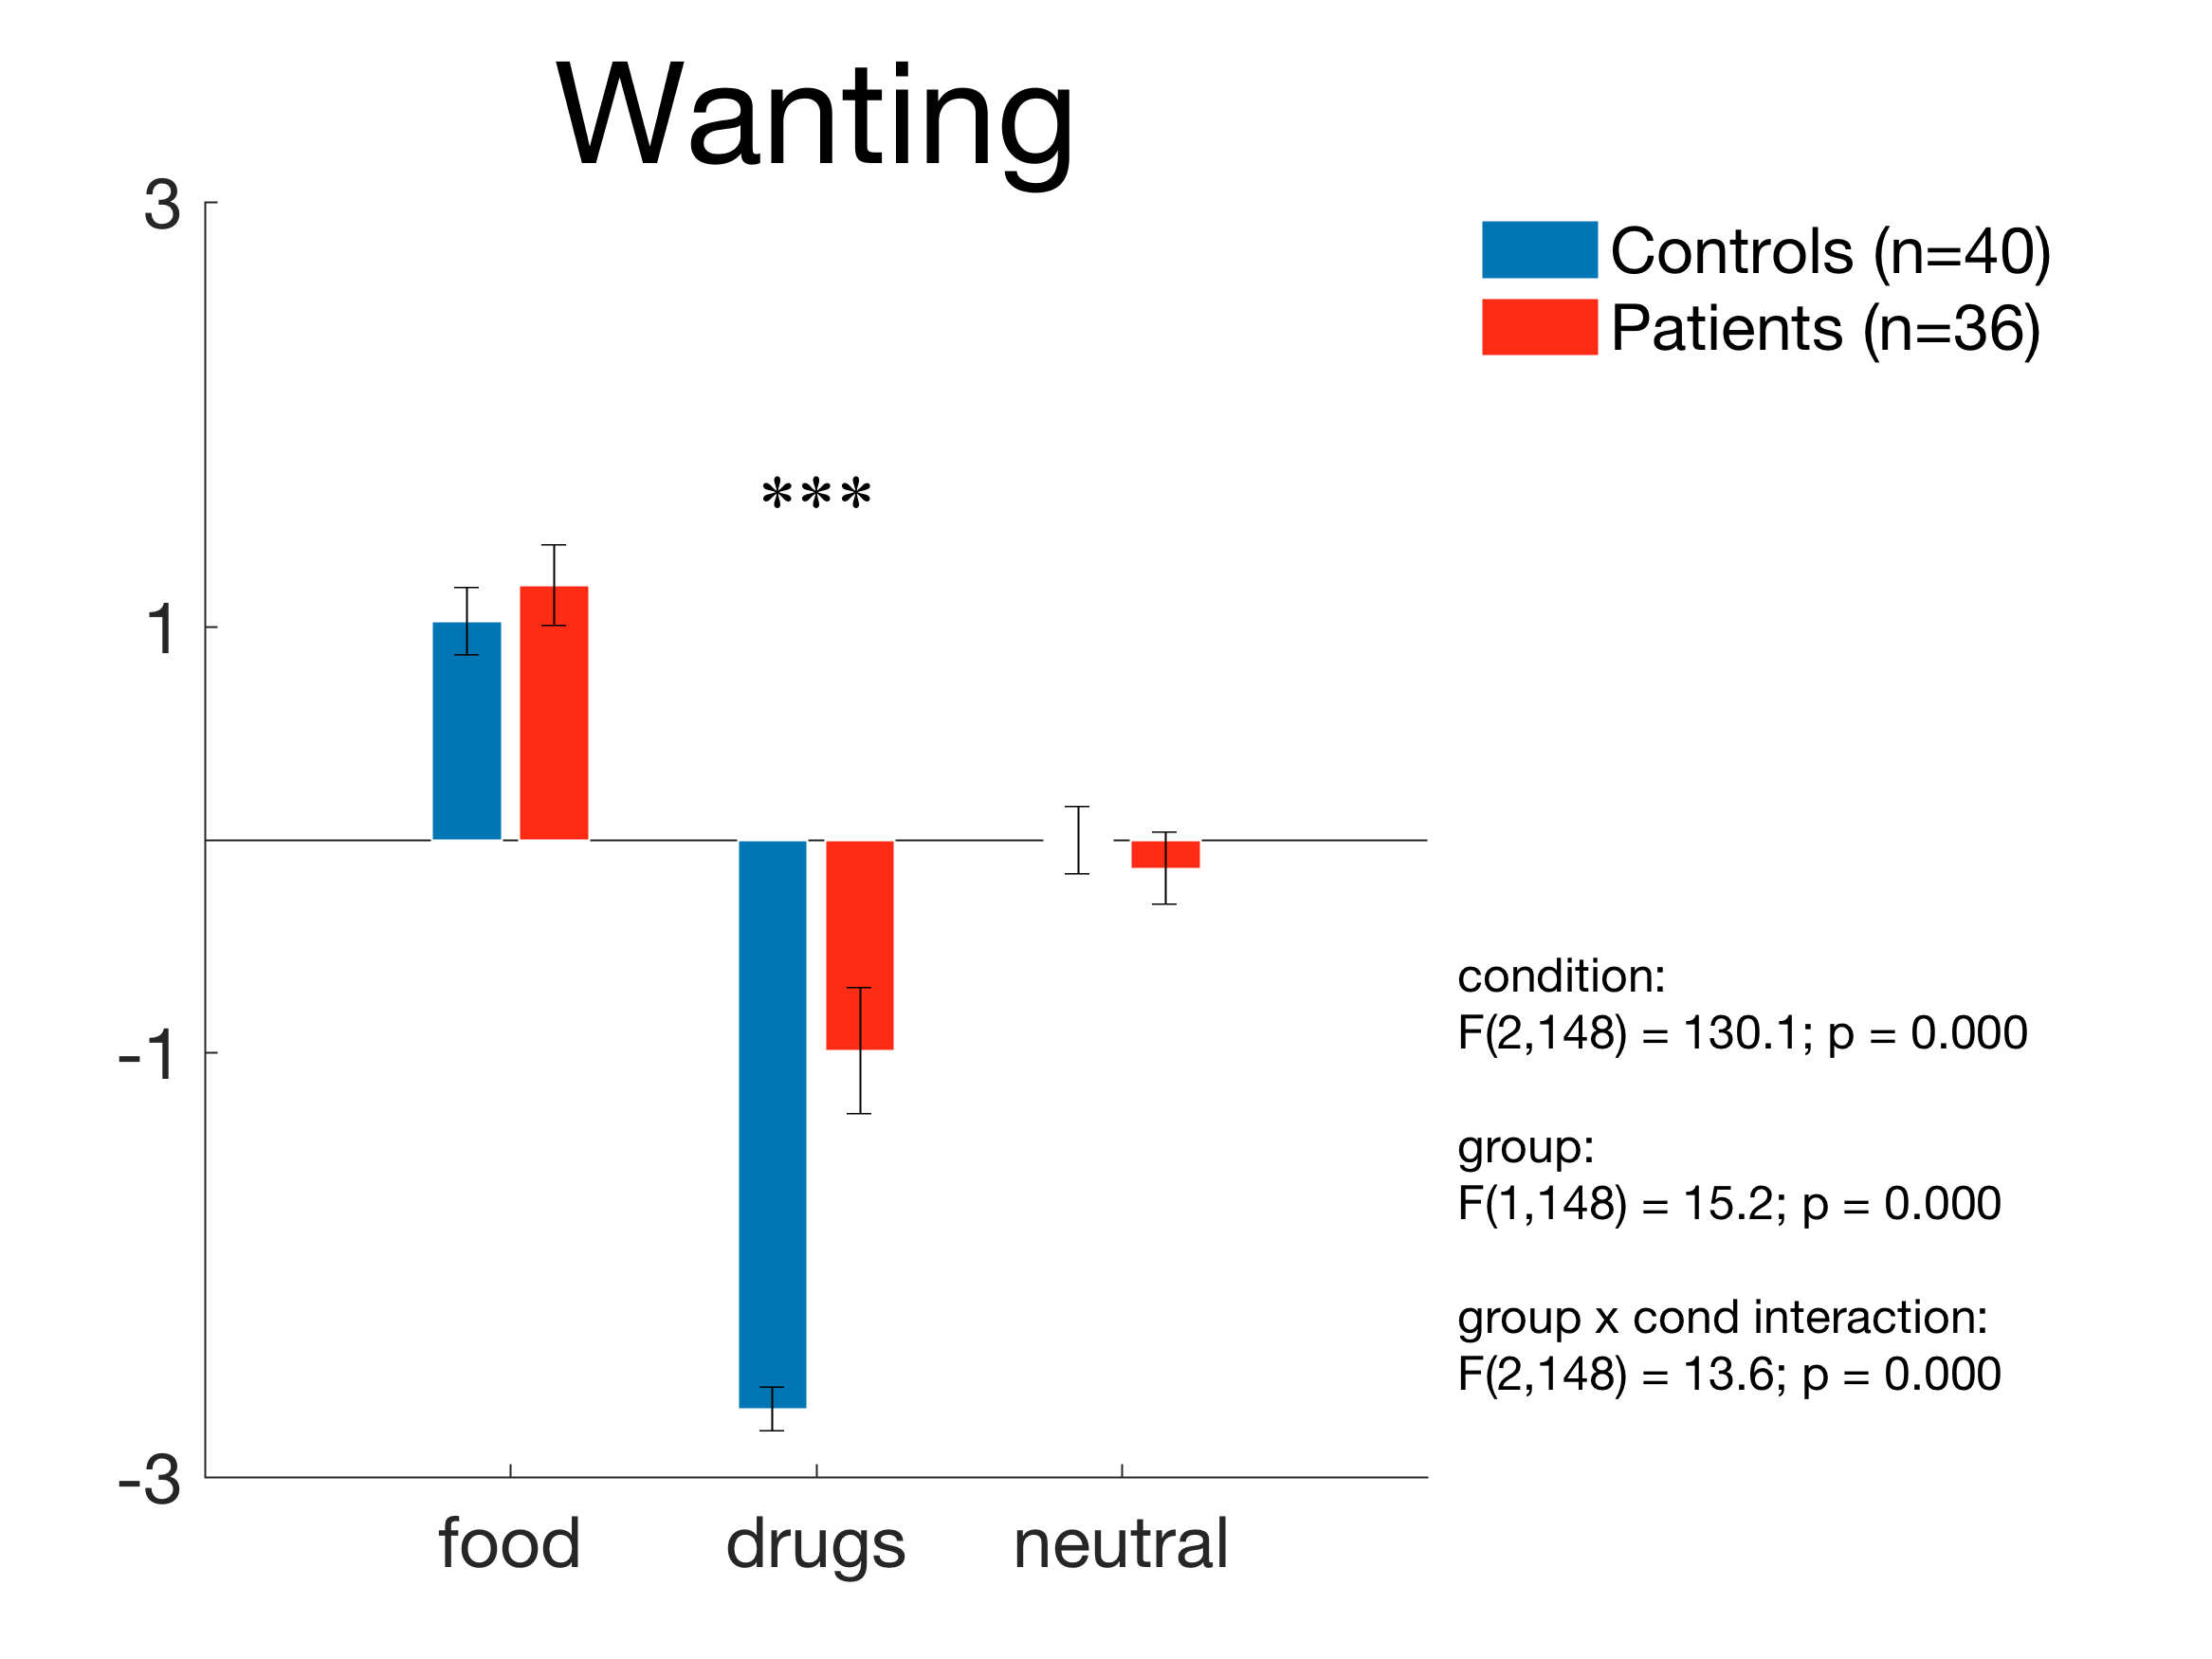 Wanting
3
1
-1
-3
food drugs neutral
***
Controls (n=40)
Patients (n=36)
condition:
F(2,148) = 130.1; p = 0.000
group:
F(1,148) = 15.2; p = 0.000
group x cond interaction:
F(2,148) = 13.6; p = 0.000